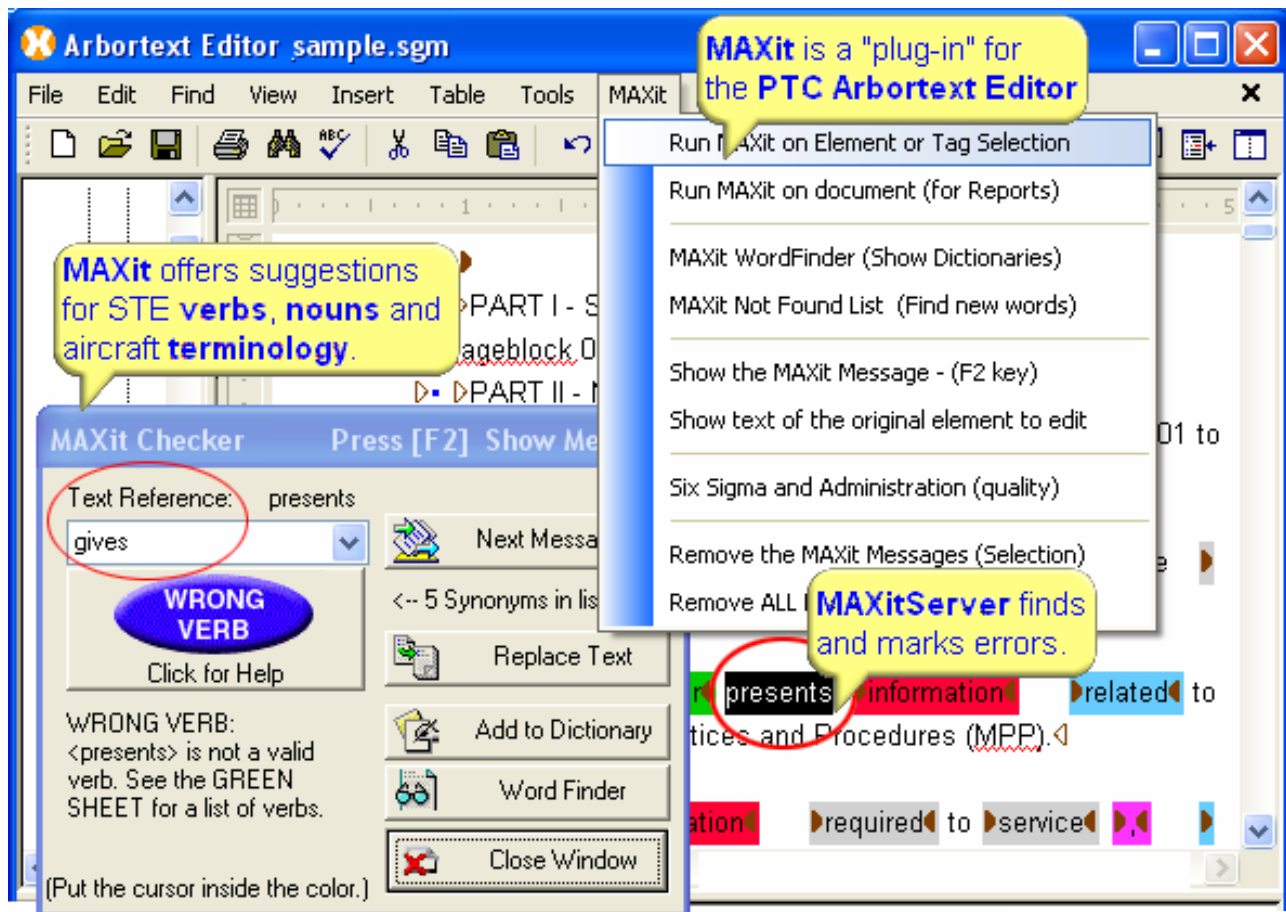 Arbortext Editor sample.sgm
MAXit is a "plug-in" for
the PTC Arbortext Editor
File Edit Find View Insert Table Tools MAXit
Run MAXit on Element or Tag Selection
Run MAXit on document (for Reports)
MAXit WordFinder (Show Dictionaries)
MAXit Not Found List (Find new words)
Show the MAXit Message - (F2 key)
Show text of the original element to edit
Six Sigma and Administration (quality)
Remove the MAXit Messages (Selection)
Remove ALL
ABC
1
5
MAXit offers suggestions
for STE verbs, nouns and
aircraft terminology.
PART I - S
ageblock 0
PART II -
01 to
MAXit Checker Press [F2] Show Me
Text Reference: presents
gives
Next Messa
WRONG
VERB
Click for Help
<-- 5 Synonyms in lis
Replace Text
WRONG VERB:
<presents> is not a valid
verb. See the GREEN
SHEET for a list of verbs.
Add to Dictionary
Word Finder
Close Window
(Put the cursor inside the color.)
MAXitServer finds
and marks errors.
presents information related to
tices and Procedures (MPP).
ation required to service ,